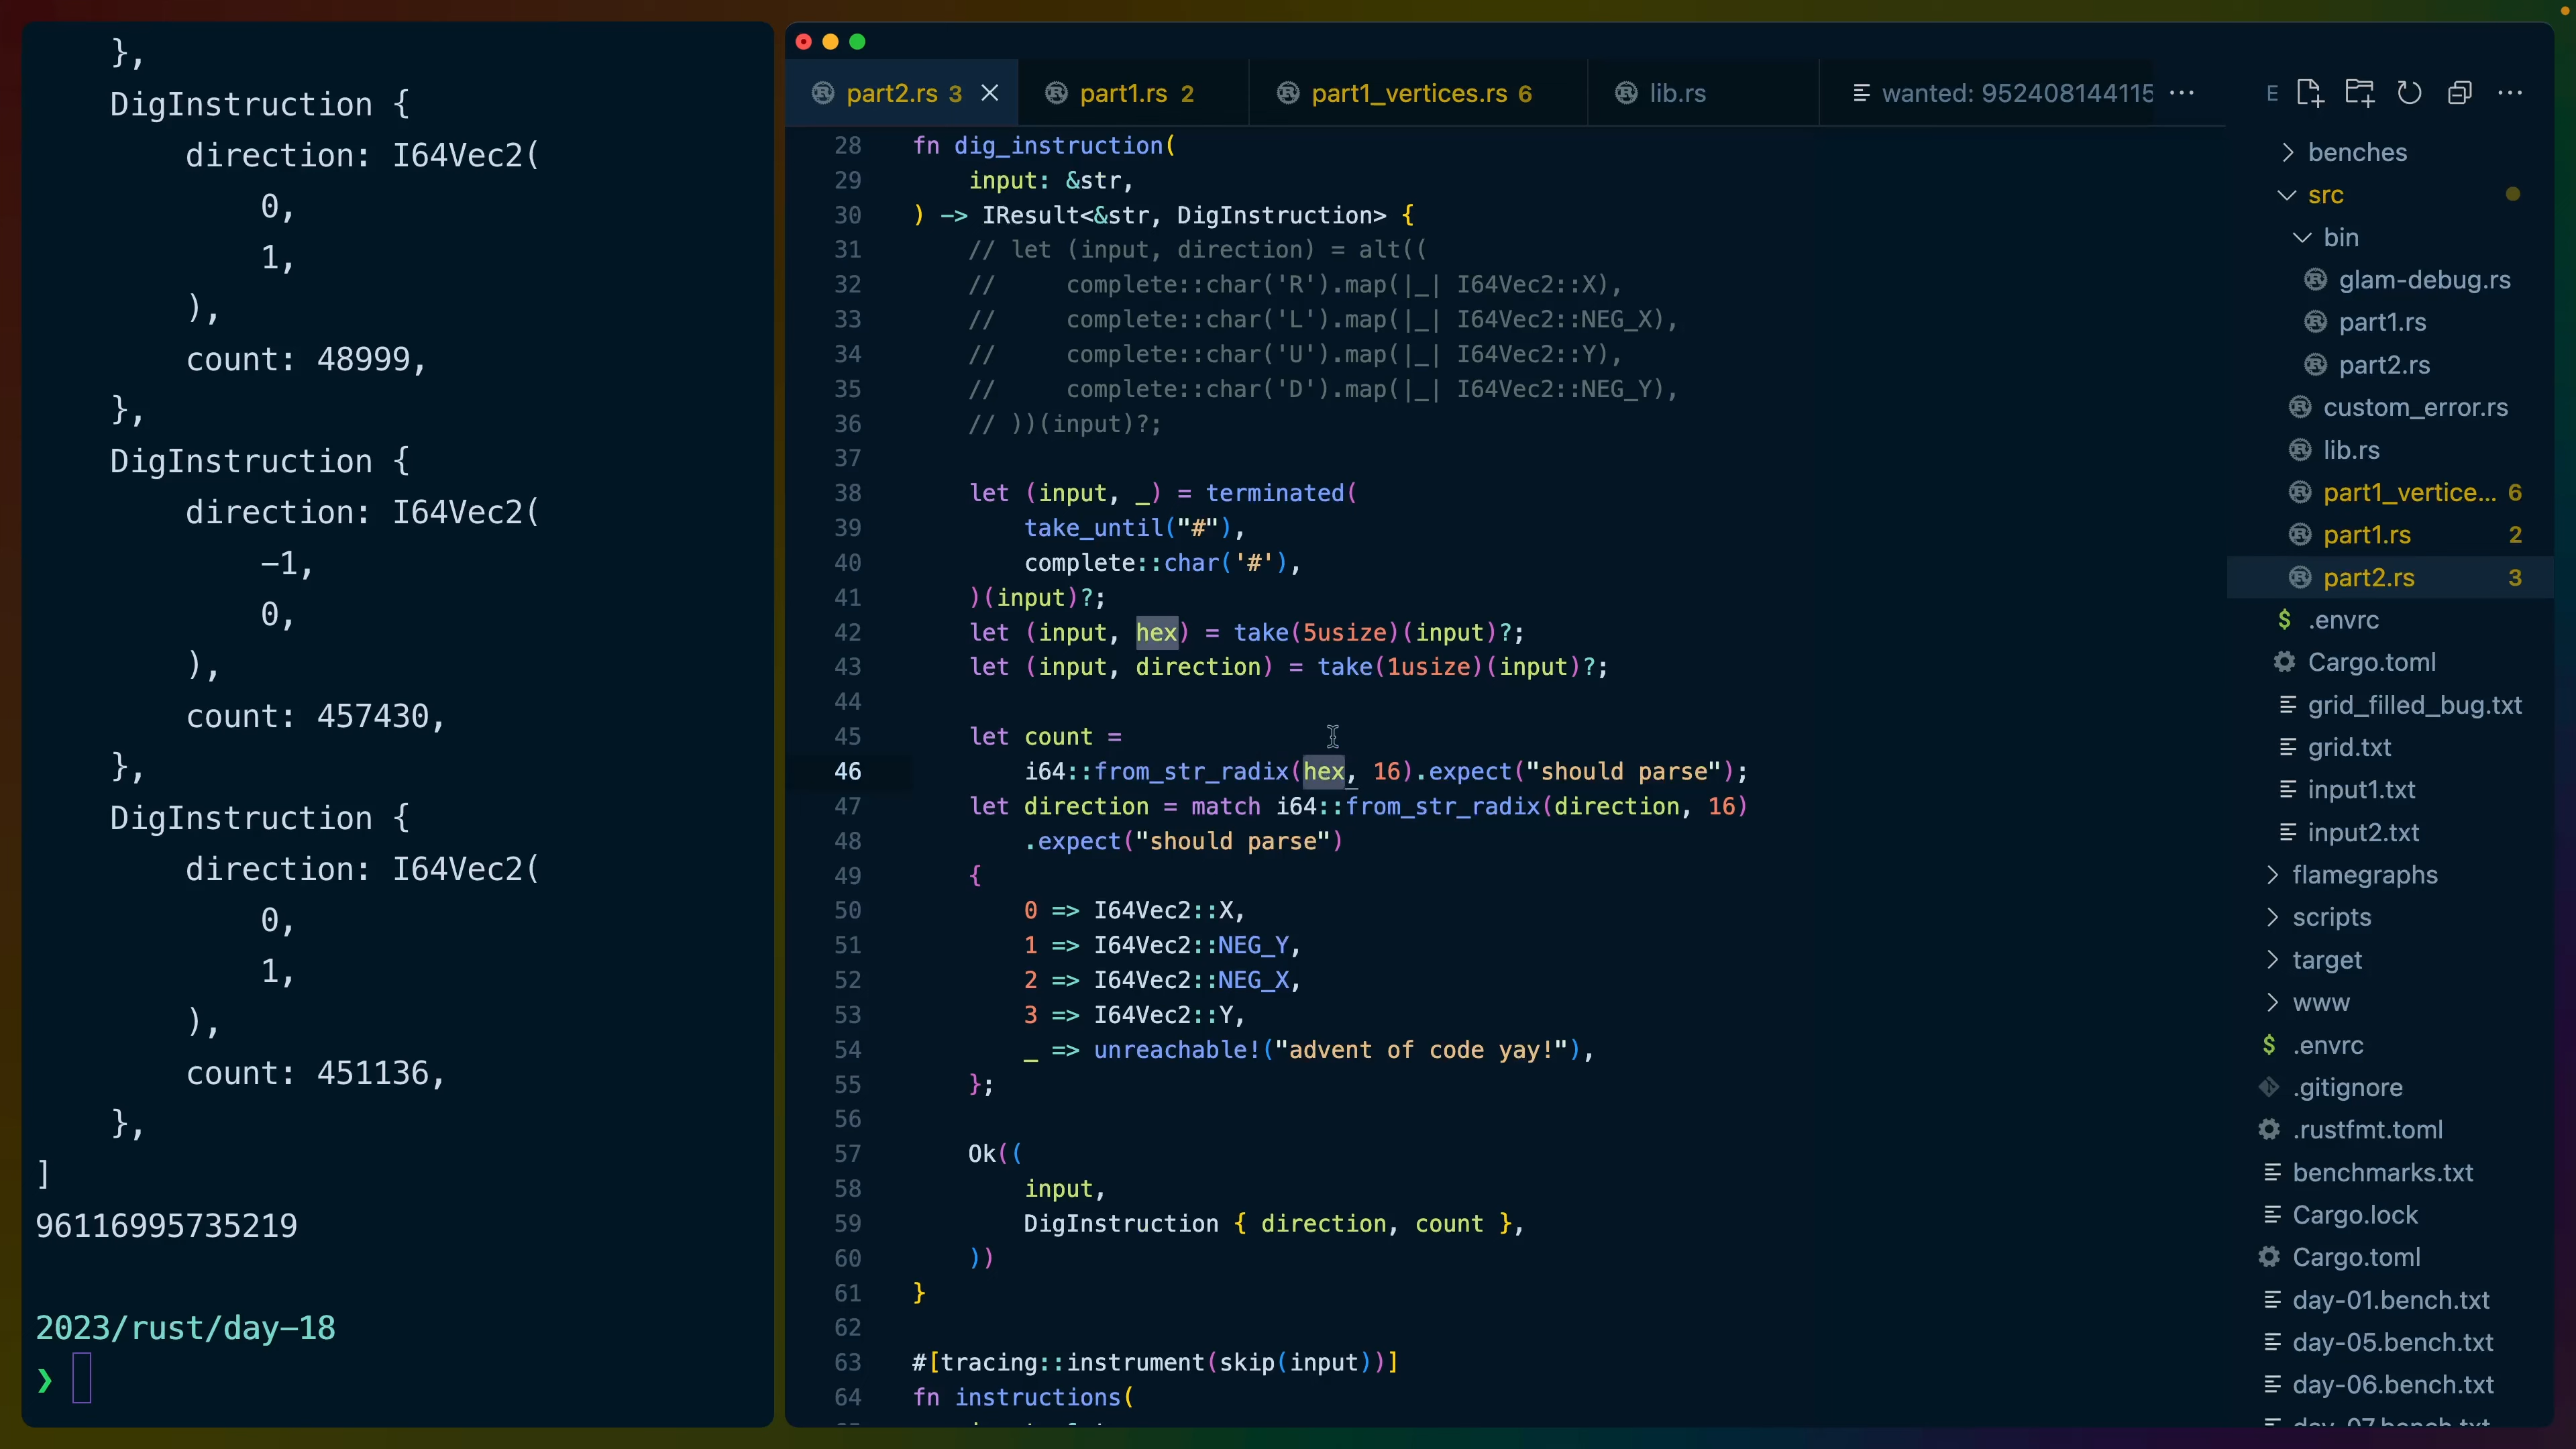 },
DigInstruction {
direction: I64Vec2(
0,
1,
),
count: 48999,
},
DigInstruction {
direction: I64Vec2(
-1,
0,
),
count: 457430,
},
DigInstruction {
direction: I64Vec2(
0,
1,
),
count: 451136,
},
]
96116995735219
2023/rust/day-18
❯
part2.rs 3
part1.rs 2
part1_vertices.rs 6
lib.rs
wanted: 952408144115
28 fn dig_instruction(
29 input: &str,
30 ) -> IResult<&str, DigInstruction> {
31 // let (input, direction) = alt((
32 // complete::char('R').map(|_| I64Vec2::X),
33 // complete::char('L').map(|_| I64Vec2::NEG_X),
34 // complete::char('U').map(|_| I64Vec2::Y),
35 // complete::char('D').map(|_| I64Vec2::NEG_Y),
36 // ))(input)?;
37
38 let (input, _) = terminated(
39 take_until("#"),
40 complete::char('#'),
41 )(input)?;
42 let (input, hex) = take(5usize)(input)?;
43 let (input, direction) = take(1usize)(input)?;
44
45 let count =
46 i64::from_str_radix(hex, 16).expect("should parse");
47 let direction = match i64::from_str_radix(direction, 16)
48 .expect("should parse")
49 {
50 0 => I64Vec2::X,
51 1 => I64Vec2::NEG_Y,
52 2 => I64Vec2::NEG_X,
53 3 => I64Vec2::Y,
54 _ => unreachable!("advent of code yay!"),
55 };
56
57 Ok((
58 input,
59 DigInstruction { direction, count },
60 ))
61 }
62
63 #[tracing::instrument(skip(input))]
64 fn instructions(
E
benches
src
bin
glam-debug.rs
part1.rs
part2.rs
custom_error.rs
lib.rs
part1_vertice... 6
part1.rs 2
part2.rs 3
.envrc
Cargo.toml
grid_filled_bug.txt
grid.txt
input1.txt
input2.txt
flamegraphs
scripts
target
www
.envrc
.gitignore
.rustfmt.toml
benchmarks.txt
Cargo.lock
Cargo.toml
day-01.bench.txt
day-05.bench.txt
day-06.bench.txt